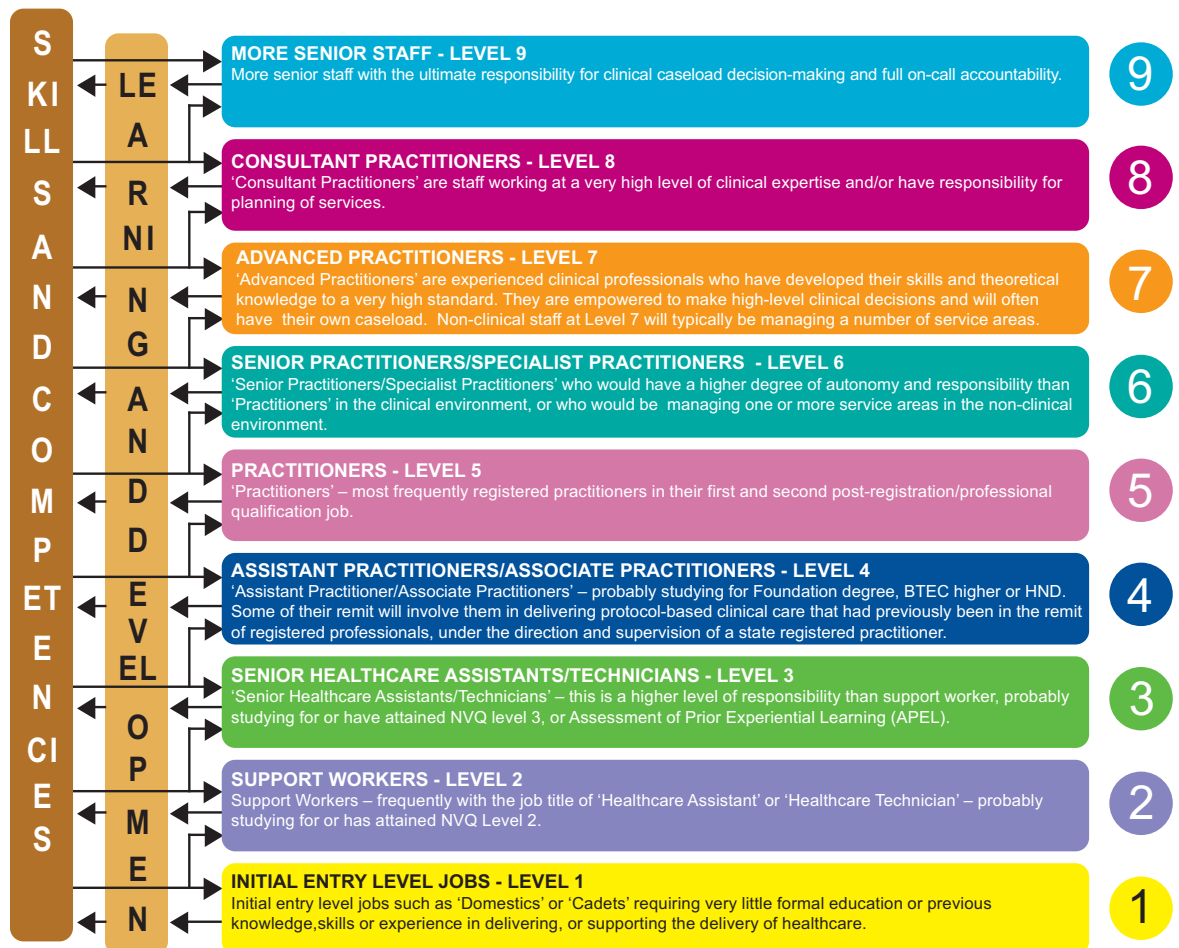 S
KI
LL
S
A
N
D
C
O
M
P
ET
E
N
CI
E
S
LE
A
R
NI
N
G
A
N
D
D
E
V
EL
O
P
M
E
N
MORE SENIOR STAFF - LEVEL 9
More senior staff with the ultimate responsibility for clinical caseload decision-making and full on-call accountability.
9
CONSULTANT PRACTITIONERS - LEVEL 8
‘Consultant Practitioners’ are staff working at a very high level of clinical expertise and/or have responsibility for
planning of services.
8
ADVANCED PRACTITIONERS - LEVEL 7
‘Advanced Practitioners’ are experienced clinical professionals who have developed their skills and theoretical
knowledge to a very high standard. They are empowered to make high-level clinical decisions and will often
have their own caseload. Non-clinical staff at Level 7 will typically be managing a number of service areas.
7
SENIOR PRACTITIONERS/SPECIALIST PRACTITIONERS - LEVEL 6
‘Senior Practitioners/Specialist Practitioners’ who would have a higher degree of autonomy and responsibility than
‘Practitioners’ in the clinical environment, or who would be managing one or more service areas in the non-clinical
environment.
6
PRACTITIONERS - LEVEL 5
‘Practitioners’ – most frequently registered practitioners in their first and second post-registration/professional
qualification job.
5
ASSISTANT PRACTITIONERS/ASSOCIATE PRACTITIONERS - LEVEL 4
‘Assistant Practitioner/Associate Practitioners’ – probably studying for Foundation degree, BTEC higher or HND.
Some of their remit will involve them in delivering protocol-based clinical care that had previously been in the remit
of registered professionals, under the direction and supervision of a state registered practitioner.
4
SENIOR HEALTHCARE ASSISTANTS/TECHNICIANS - LEVEL 3
‘Senior Healthcare Assistants/Technicians’ – this is a higher level of responsibility than support worker, probably
studying for or have attained NVQ level 3, or Assessment of Prior Experiential Learning (APEL).
3
SUPPORT WORKERS - LEVEL 2
Support Workers – frequently with the job title of ‘Healthcare Assistant’ or ‘Healthcare Technician’ – probably
studying for or has attained NVQ Level 2.
2
INITIAL ENTRY LEVEL JOBS - LEVEL 1
Initial entry level jobs such as ‘Domestics’ or ‘Cadets’ requiring very little formal education or previous
knowledge,skills or experience in delivering, or supporting the delivery of healthcare.
1